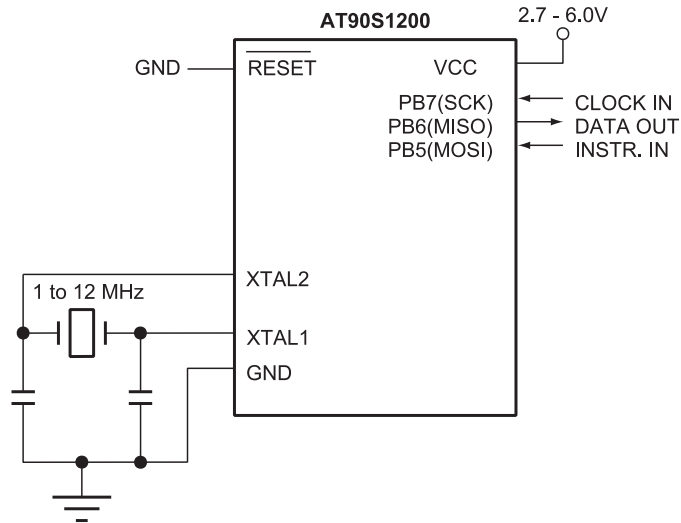 AT90S1200
2.7 - 6.0V
GND
RESET
VCC
PB7(SCK)
CLOCK IN
PB6(MISO)
DATA OUT
PB5(MOSI)
INSTR. IN
XTAL2
1 to 12 MHz
XTAL1
GND